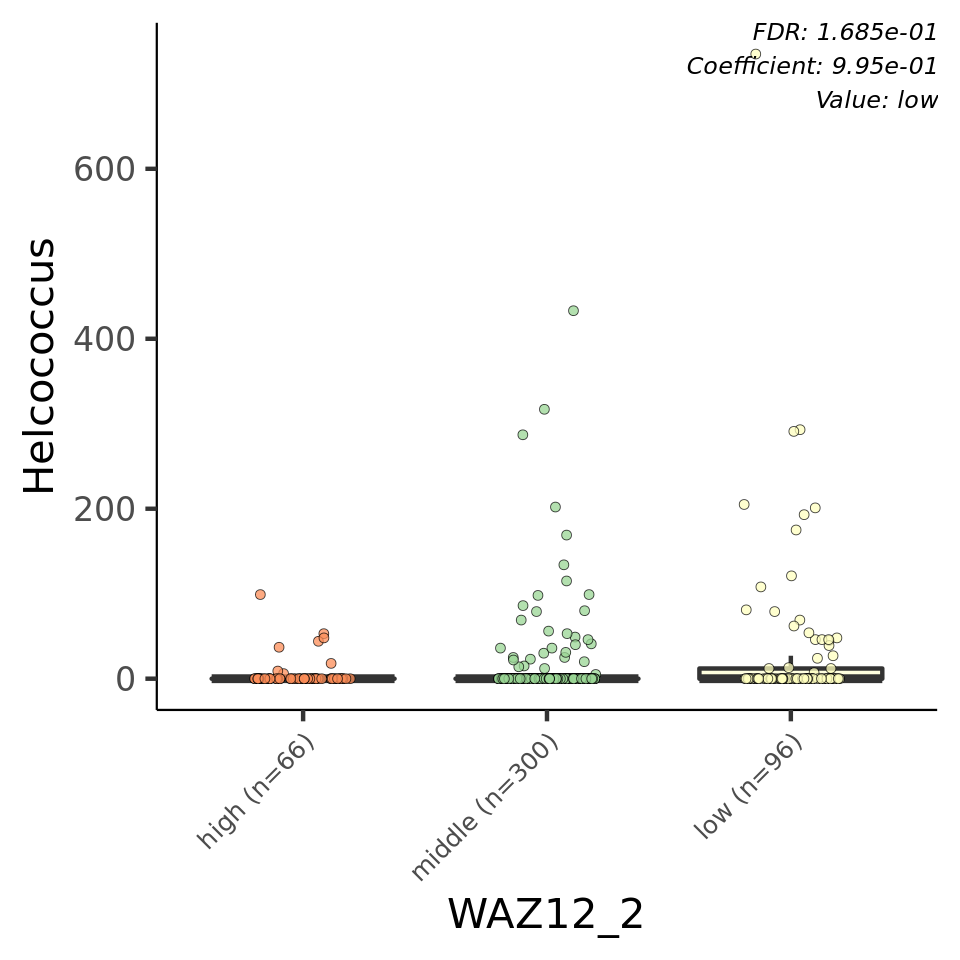 FDR: 1.685e-01
Coefficient: 9.95e-01
Value: low
Helcococcus
600
400
200
0
high (n=66)
middle (n=300)
low (n=96)
WAZ12_2